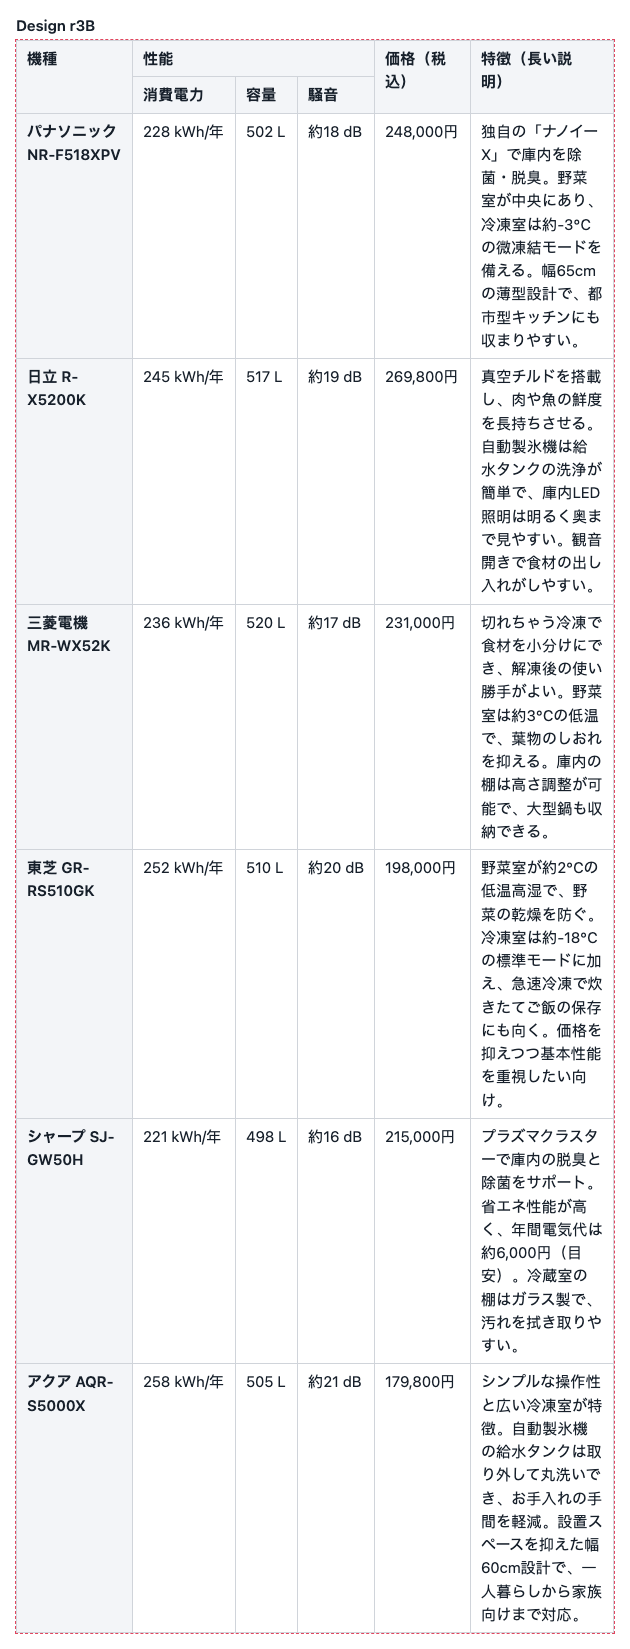 Design r3B
機種
性能
価格（税
込）
特徴（長い説
明）
消費電力
容量
騒音
パナソニック
NR-F518XPV
228 kWh/年
502 L
約18 dB
248,000円
独自の「ナノイー
X」で庫内を除
菌・脱臭。野菜
室が中央にあり、
冷凍室は約-3°C
の微凍結モードを
備える。幅65cm
の薄型設計で、都
市型キッチンにも
収まりやすい。
日立 R-
X5200K
245 kWh/年
517 L
約19 dB
269,800円
真空チルドを搭載
し、肉や魚の鮮度
を長持ちさせる。
自動製氷機は給
水タンクの洗浄が
簡単で、庫内LED
照明は明るく奥ま
で見やすい。観音
開きで食材の出し
入れがしやすい。
三菱電機
MR-WX52K
236 kWh/年
520 L
約17 dB
231,000円
切れちゃう冷凍で
食材を小分けにで
き、解凍後の使い
勝手がよい。野菜
室は約3°Cの低温
で、葉物のしおれ
を抑える。庫内の
棚は高さ調整が可
能で、大型鍋も収
納できる。
東芝 GR-
RS510GK
252 kWh/年
510 L
約20 dB
198,000円
野菜室が約2°Cの
低温高湿で、野
菜の乾燥を防ぐ。
冷凍室は約-18°C
の標準モードに加
え、急速冷凍で炊
きたてご飯の保存
にも向く。価格を
抑えつつ基本性能
を重視したい向
け。
シャープ SJ-
GW50H
221 kWh/年
498 L
約16 dB
215,000円
プラズマクラスタ
ーで庫内の脱臭と
除菌をサポート。
省エネ性能が高
く、年間電気代は
約6,000円（目
安）。冷蔵室の
棚はガラス製で、
汚れを拭き取りや
すい。
アクア AQR-
S5000X
258 kWh/年
505 L
約21 dB
179,800円
シンプルな操作性
と広い冷凍室が特
徴。自動製氷機
の給水タンクは取
り外して丸洗いで
き、お手入れの手
間を軽減。設置ス
ペースを抑えた幅
60cm設計で、一
人暮らしから家族
向けまで対応。